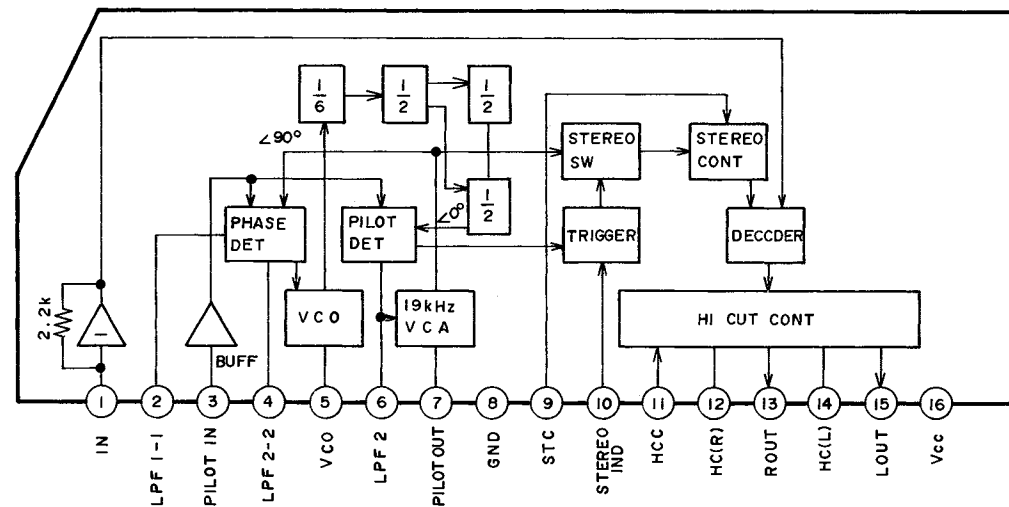 1
6
1
2
1
2
∠90°
STEREO
SW
STEREO
CONT
1
2
∠0°
PHASE
DET
PILOT
DET
TRIGGER
DECCDER
2.2k
−
VCO
19kHz
VCA
HI CUT CONT
BUFF
1
2
3
4
5
6
7
8
9
10
11
12
13
14
15
16
IN
LPF 1-1
PILOT IN
LPF 2-2
VCO
LPF 2
PILOTOUT
GND
STC
STEREO
IND
HCC
HC(R)
ROUT
HC(L)
LOUT
Vcc